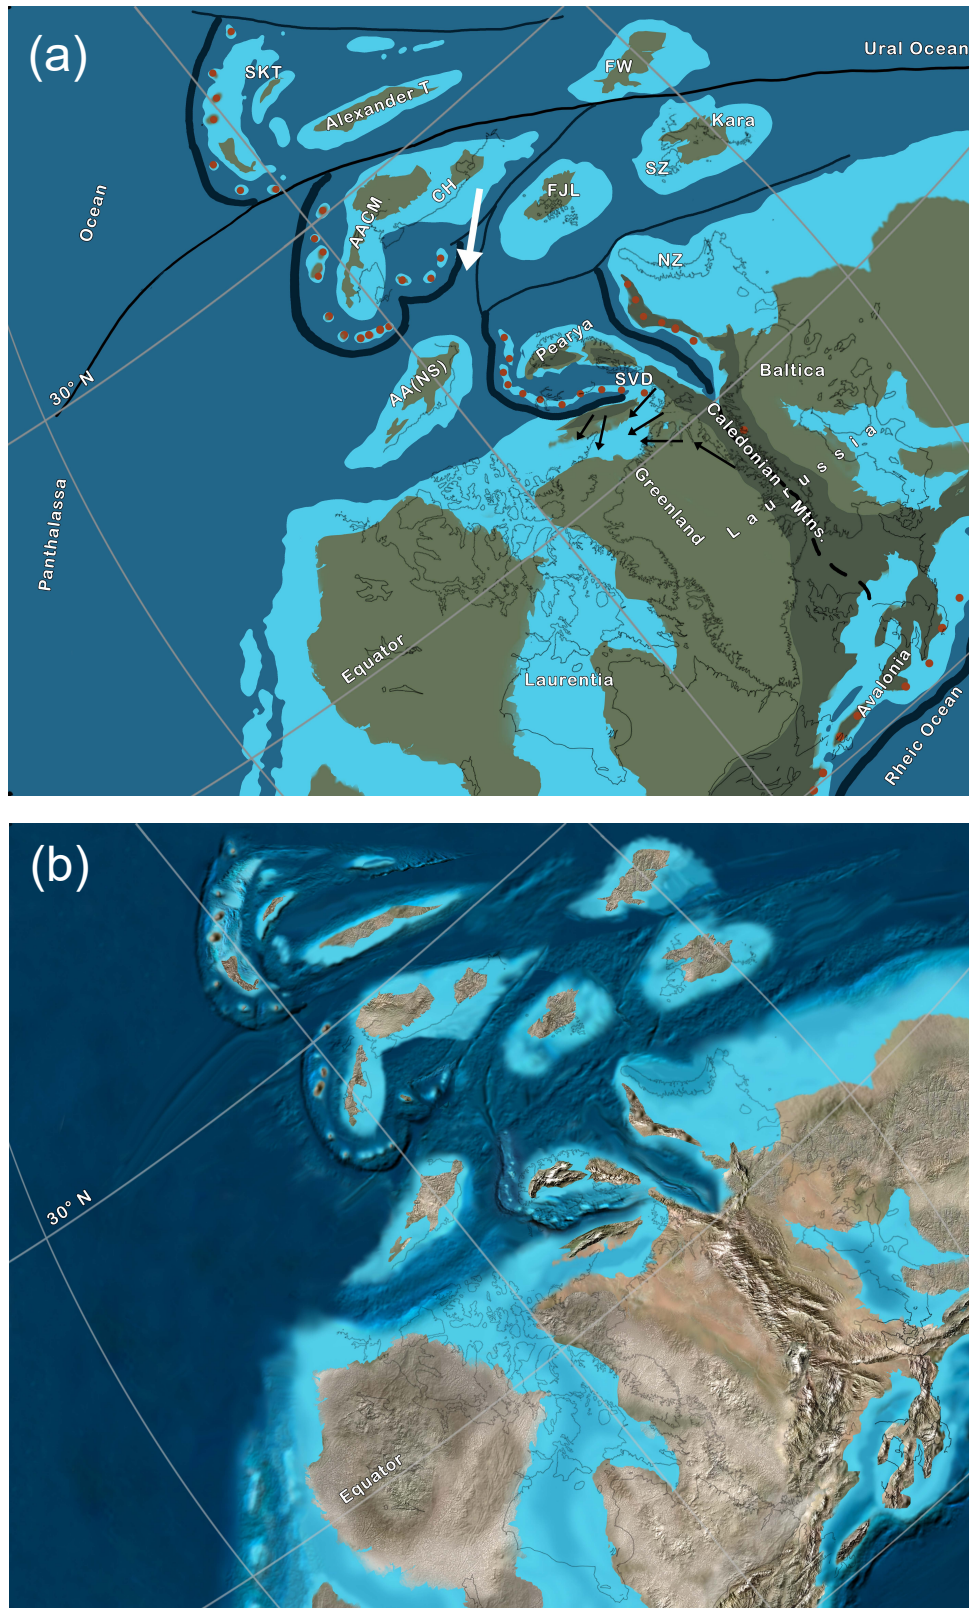 (a)
Ural Ocean
FW
SKT
Alexander T
Kara
SZ
CH
FJL
Ocean
AACM
NZ
Pearya
AA(NS)
SVD
Baltica
30° N
Caledonian Mtns.
Laurussia
Greenland
Panthalassa
Equator
Laurentia
Avalonia
Rheic Ocean
(b)
30° N
Equator